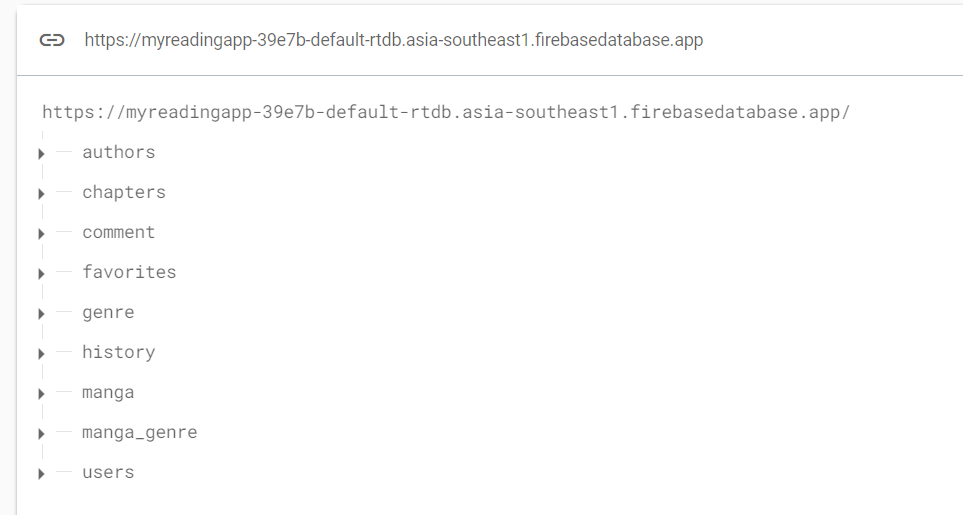 https://myreadingapp-39e7b-default-rtdb.asia-southeast1.firebasedatabase.app
https://myreadingapp-39e7b-default-rtdb.asia-southeast1.firebasedatabase.app/
authors
chapters
comment
favorites
genre
history
manga
manga_genre
users